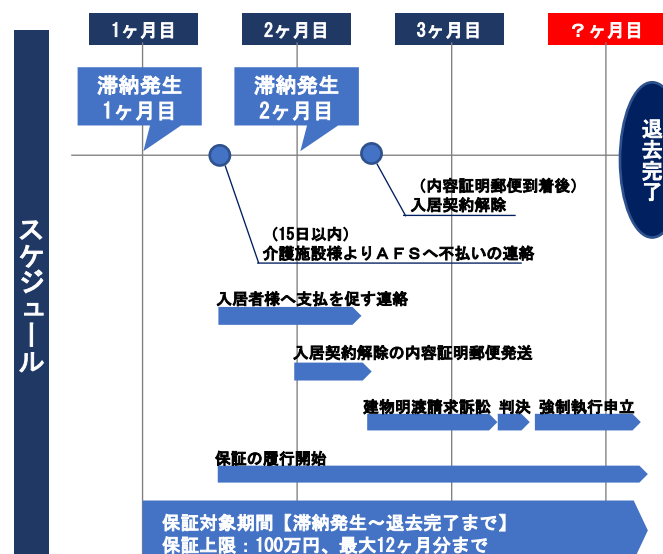 1ヶ月目
2ヶ月目
3ヶ月目
？ヶ月目
滞納発生
1ヶ月目
滞納発生
2ヶ月目
退去完了
（内容証明郵便到着後）
入居契約解除
（15日以内）
介護施設様よりＡＦＳへ不払いの連絡
スケジュール
入居者様へ支払を促す連絡
入居契約解除の内容証明郵便発送
建物明渡請求訴訟
判決
強制執行申立
保証の履行開始
保証対象期間【滞納発生～退去完了まで】
保証上限：100万円、最大12ヶ月分まで